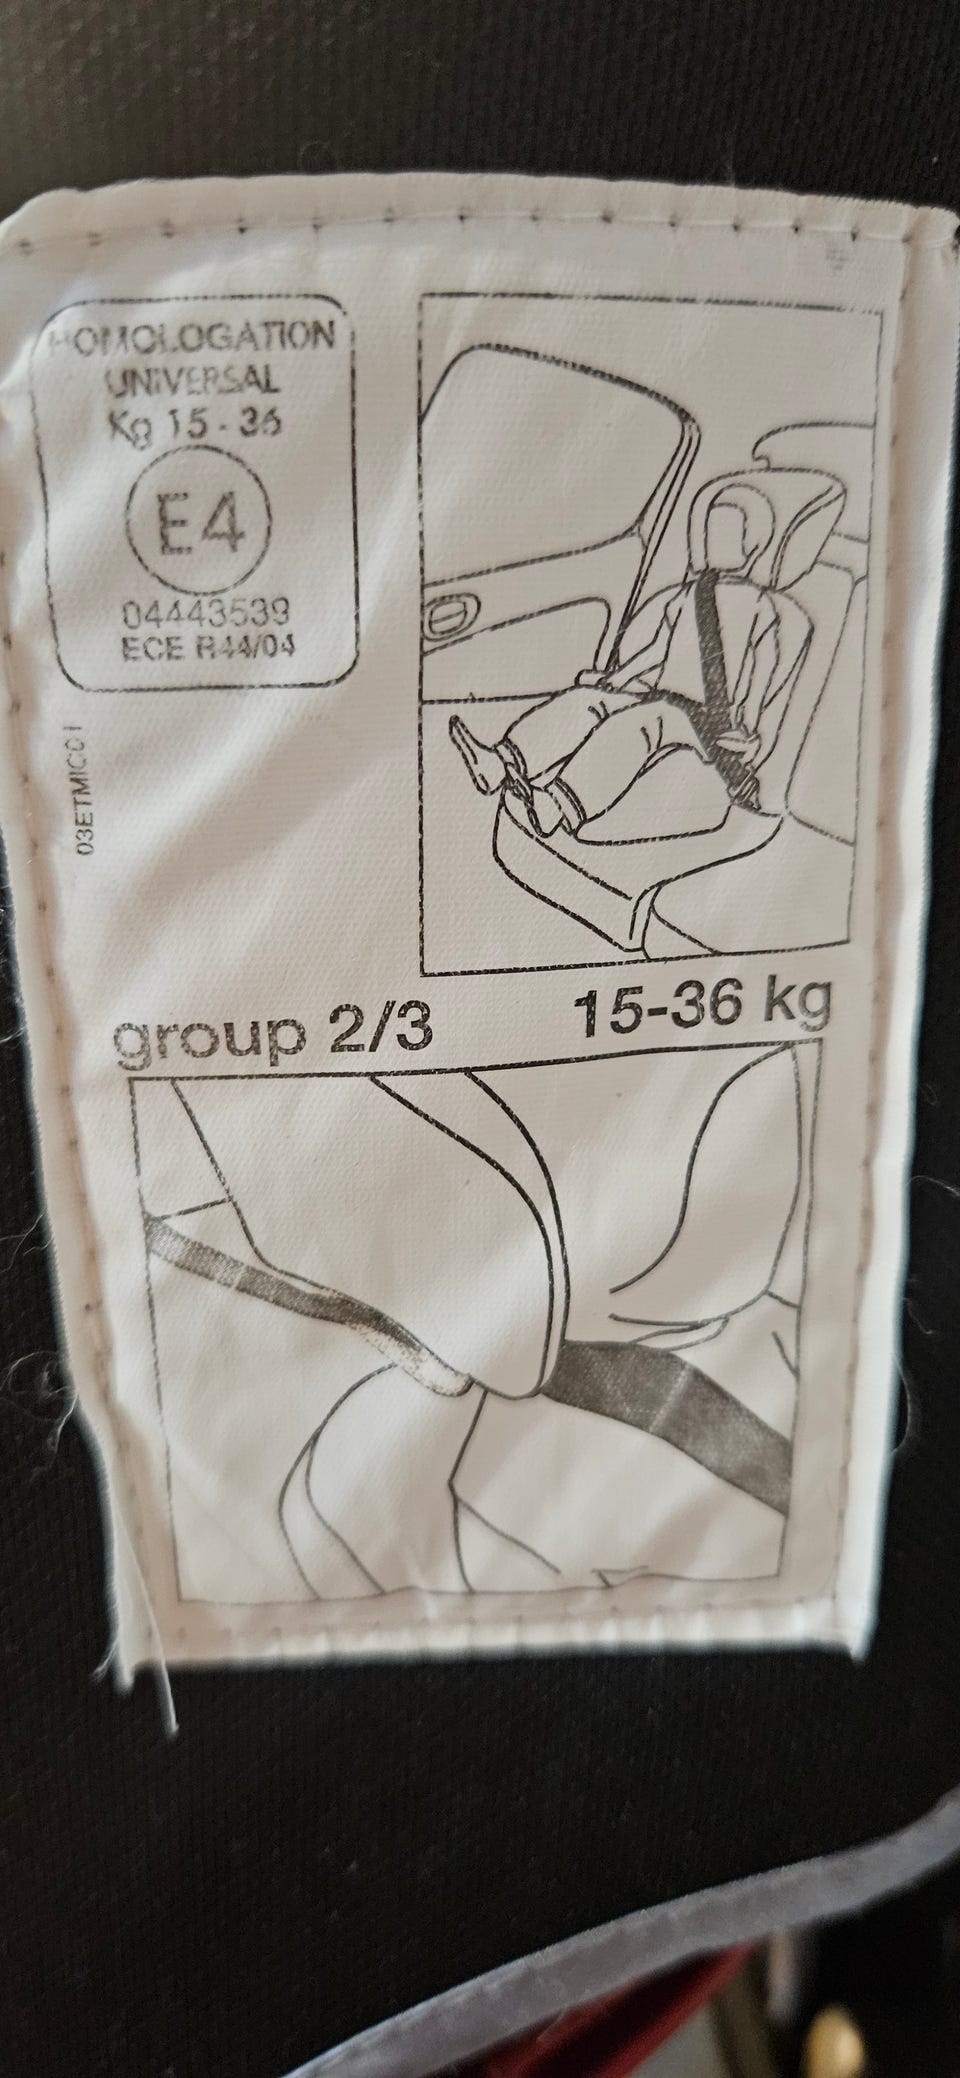 HOMOLOGATION
UNIVERSAL
Kg 15 - 36
E4
04443539
ECE R44/04
03ETMIC01
group 2/3 15-36 kg